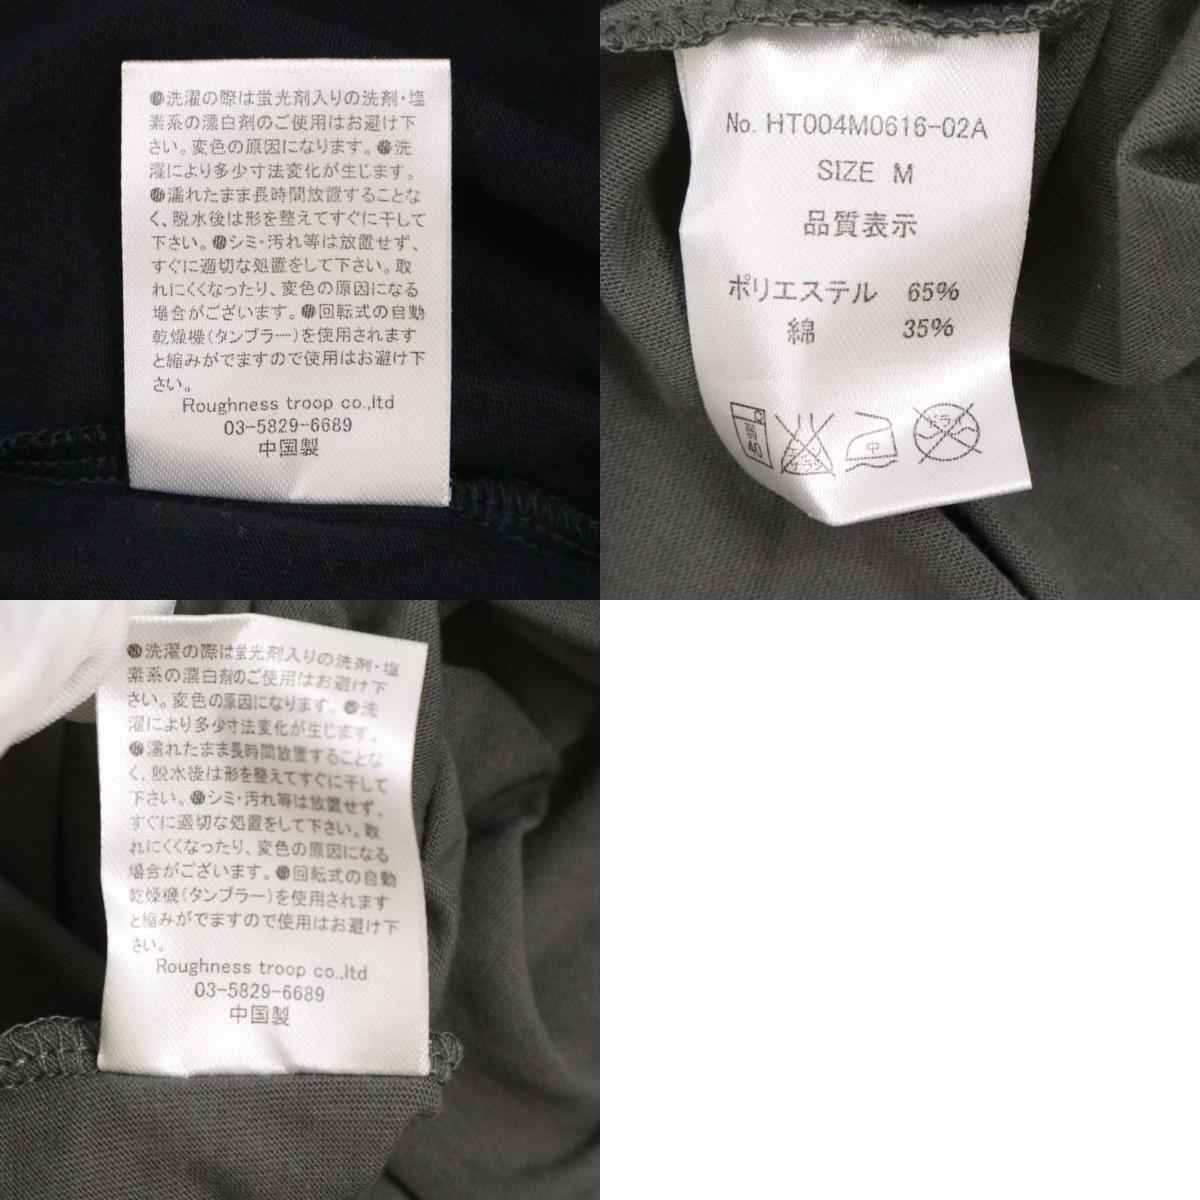 洗濯の際は蛍光剤入りの洗剤・塩
素系の漂白剤のご使用はお避け下
さい。変色の原因になります。洗
濯により多少寸法変化が生じます。
濡れたまま長時間放置することな
く、脱水後は形を整えてすぐに干して
下さい。シミ・汚れ等は放置せず、
すぐに適切な処置をして下さい。取
れにくくなったり、変色の原因になる
場合がございます。回転式の自動
乾燥機(タンブラー)を使用されます
と縮みがでますので使用はお避け下
さい。
Roughness troop co.,ltd
03-5829-6689
中国製
No. HT004M0616-02A
SIZE M
品質表示
ポリエステル 65%
綿 35%
中
洗濯の際は蛍光剤入りの洗剤・塩
素系の漂白剤のご使用はお避け下
さい。変色の原因になります。洗
濯により多少寸法変化が生じます。
濡れたまま長時間放置することな
く、脱水後は形を整えてすぐに干して
下さい。シミ・汚れ等は放置せず、
すぐに適切な処置をして下さい。取
れにくくなったり、変色の原因になる
場合がございます。回転式の自動
乾燥機(タンブラー)を使用されます
と縮みがでますので使用はお避け下
さい。
Roughness troop co.,ltd
03-5829-6689
中国製